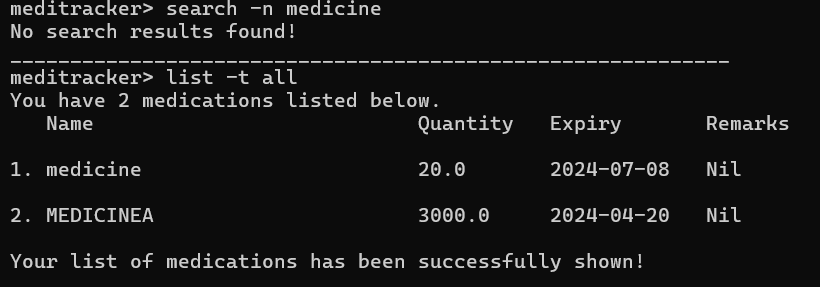 meditracker> search -n medicine
No search results found!
____________________________________________________________
meditracker> list -t all
You have 2 medications listed below.
Name Quantity Expiry Remarks
1. medicine 20.0 2024-07-08 Nil
2. MEDICINEA 3000.0 2024-04-20 Nil
Your list of medications has been successfully shown!